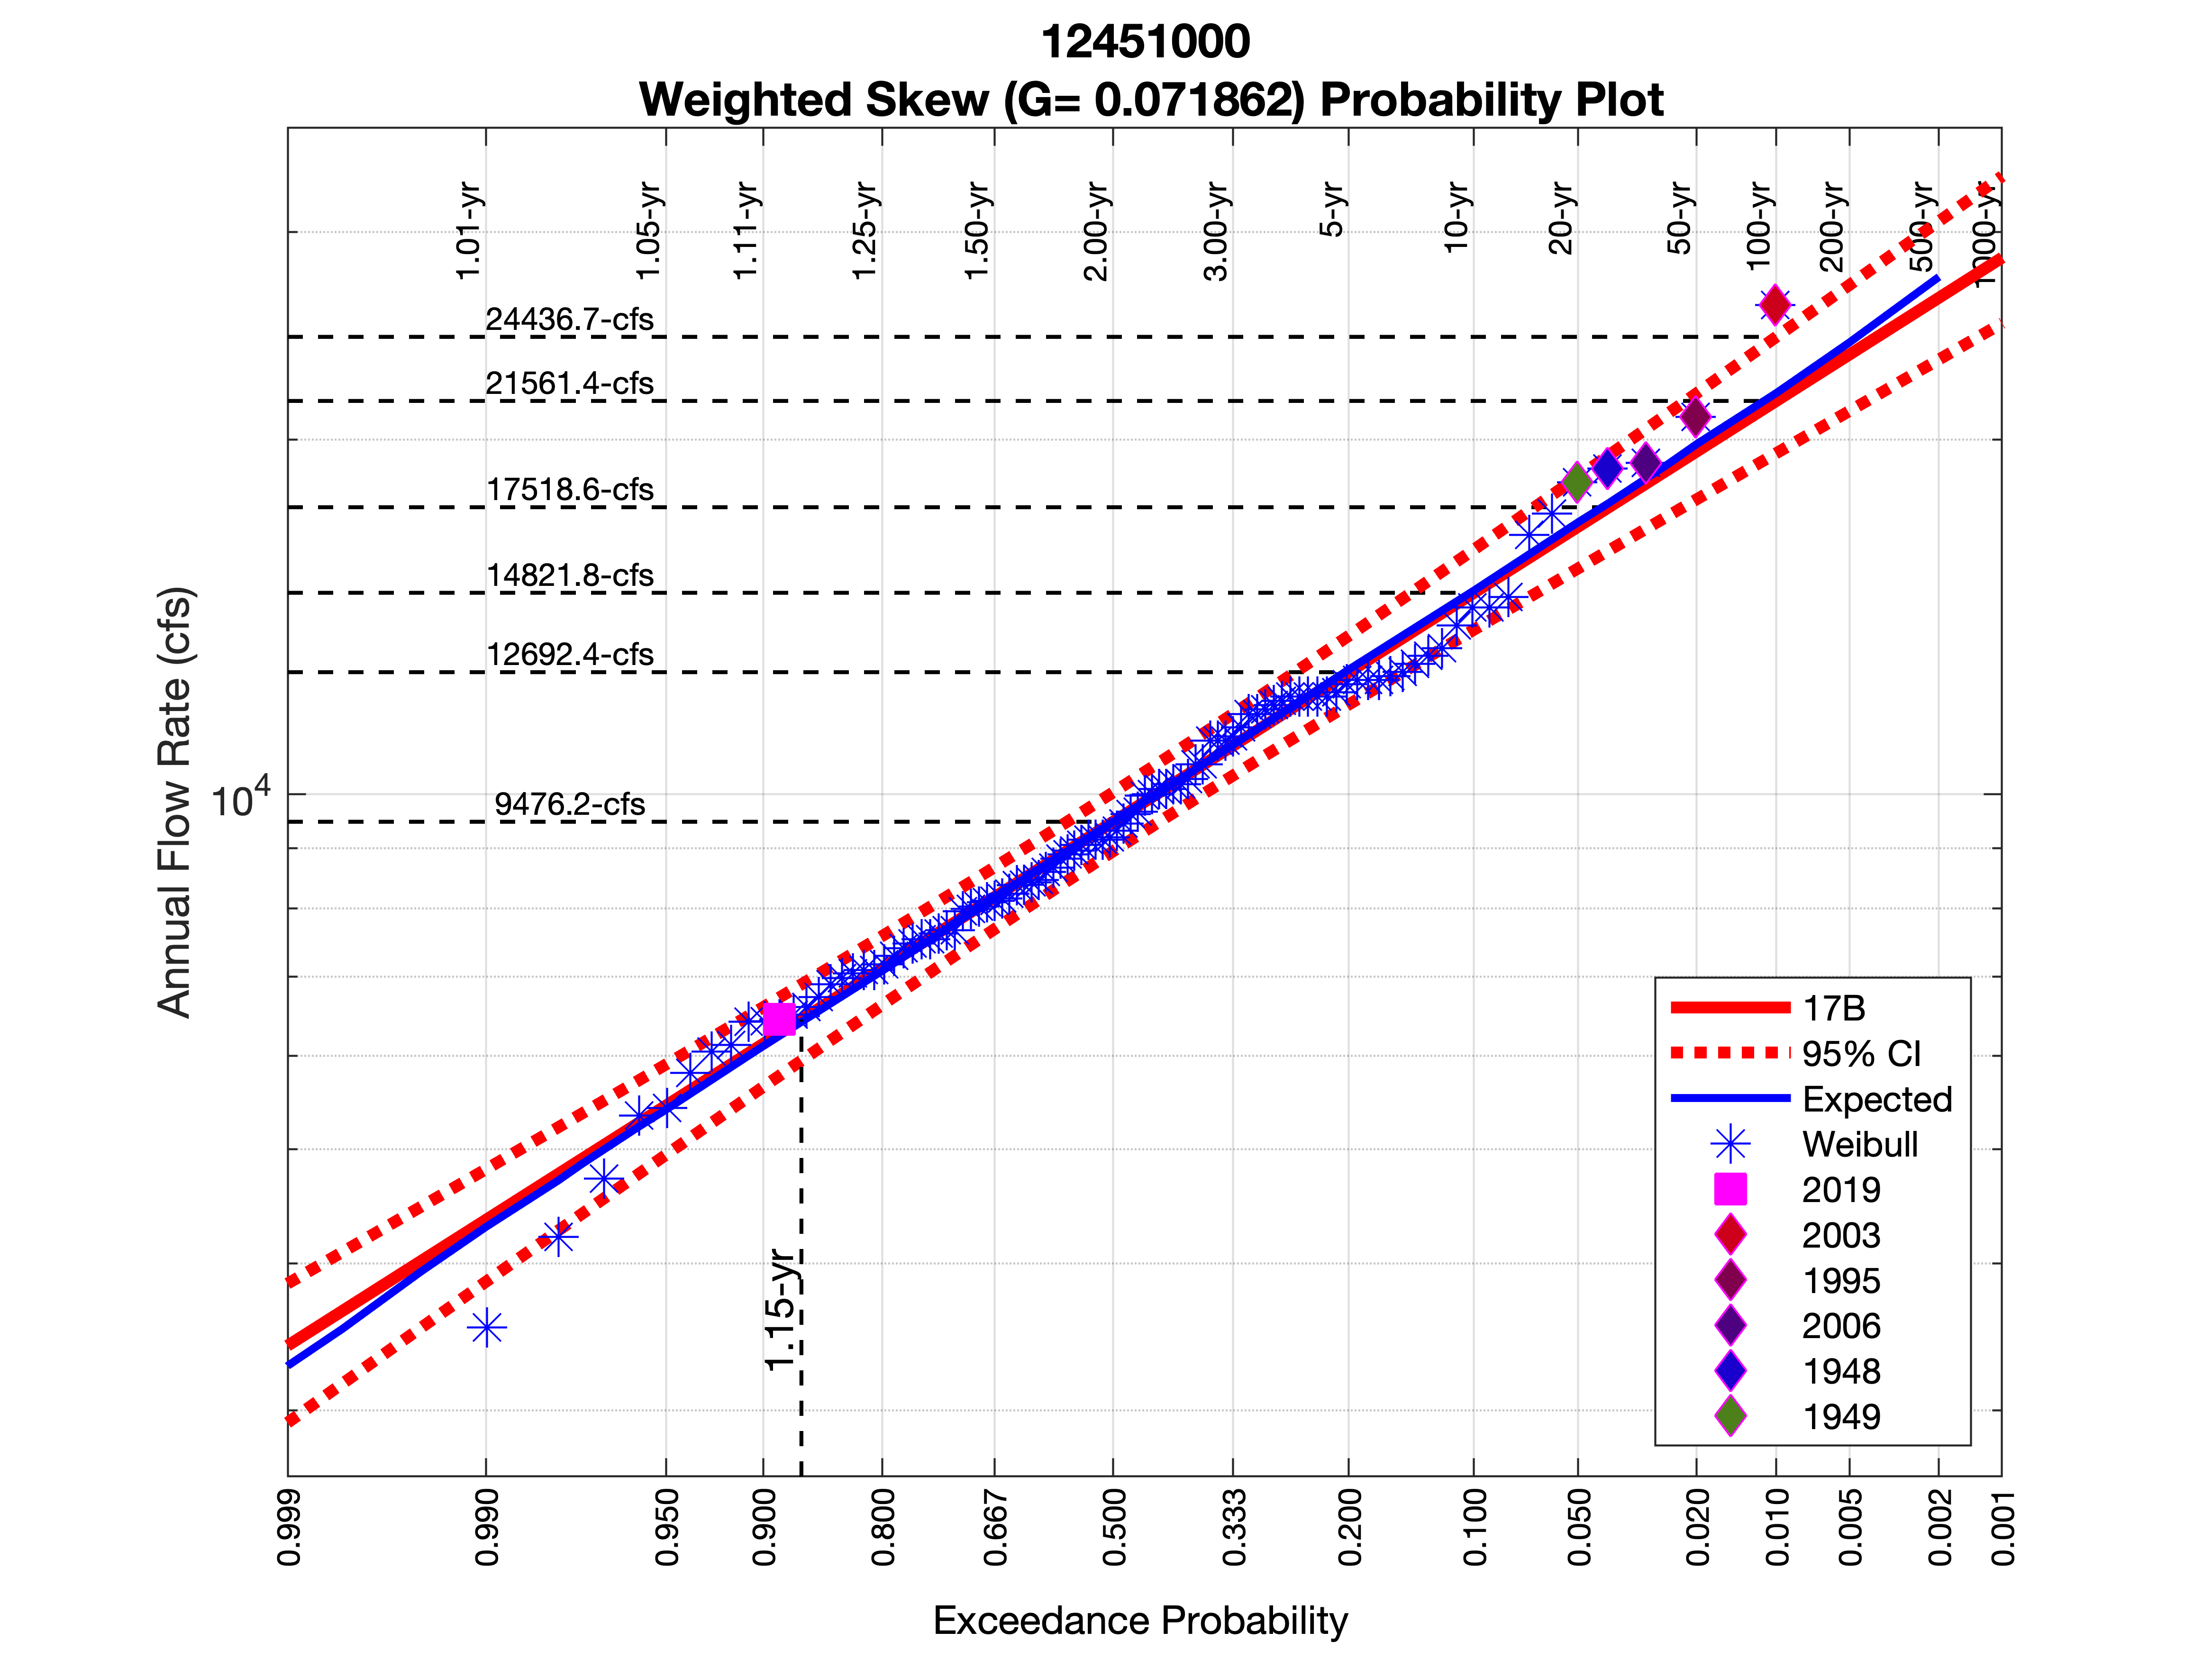 12451000
Weighted Skew (G= 0.071862) Probability Plot
1.01-yr
1.05-yr
1.11-yr
1.25-yr
1.50-yr
2.00-yr
3.00-yr
5-yr
10-yr
20-yr
50-yr
100-yr
200-yr
500-yr
24436.7-cfs
21561.4-cfs
17518.6-cfs
14821.8-cfs
12692.4-cfs
9476.2-cfs
10^4
Annual Flow Rate (cfs)
1.15-yr
17B
95% CI
Expected
Weibull
2019
2003
1995
2006
1948
1949
0.999
0.990
0.950
0.900
0.800
0.667
0.500
0.333
0.200
0.100
0.050
0.020
0.010
0.005
0.002
0.001
Exceedance Probability